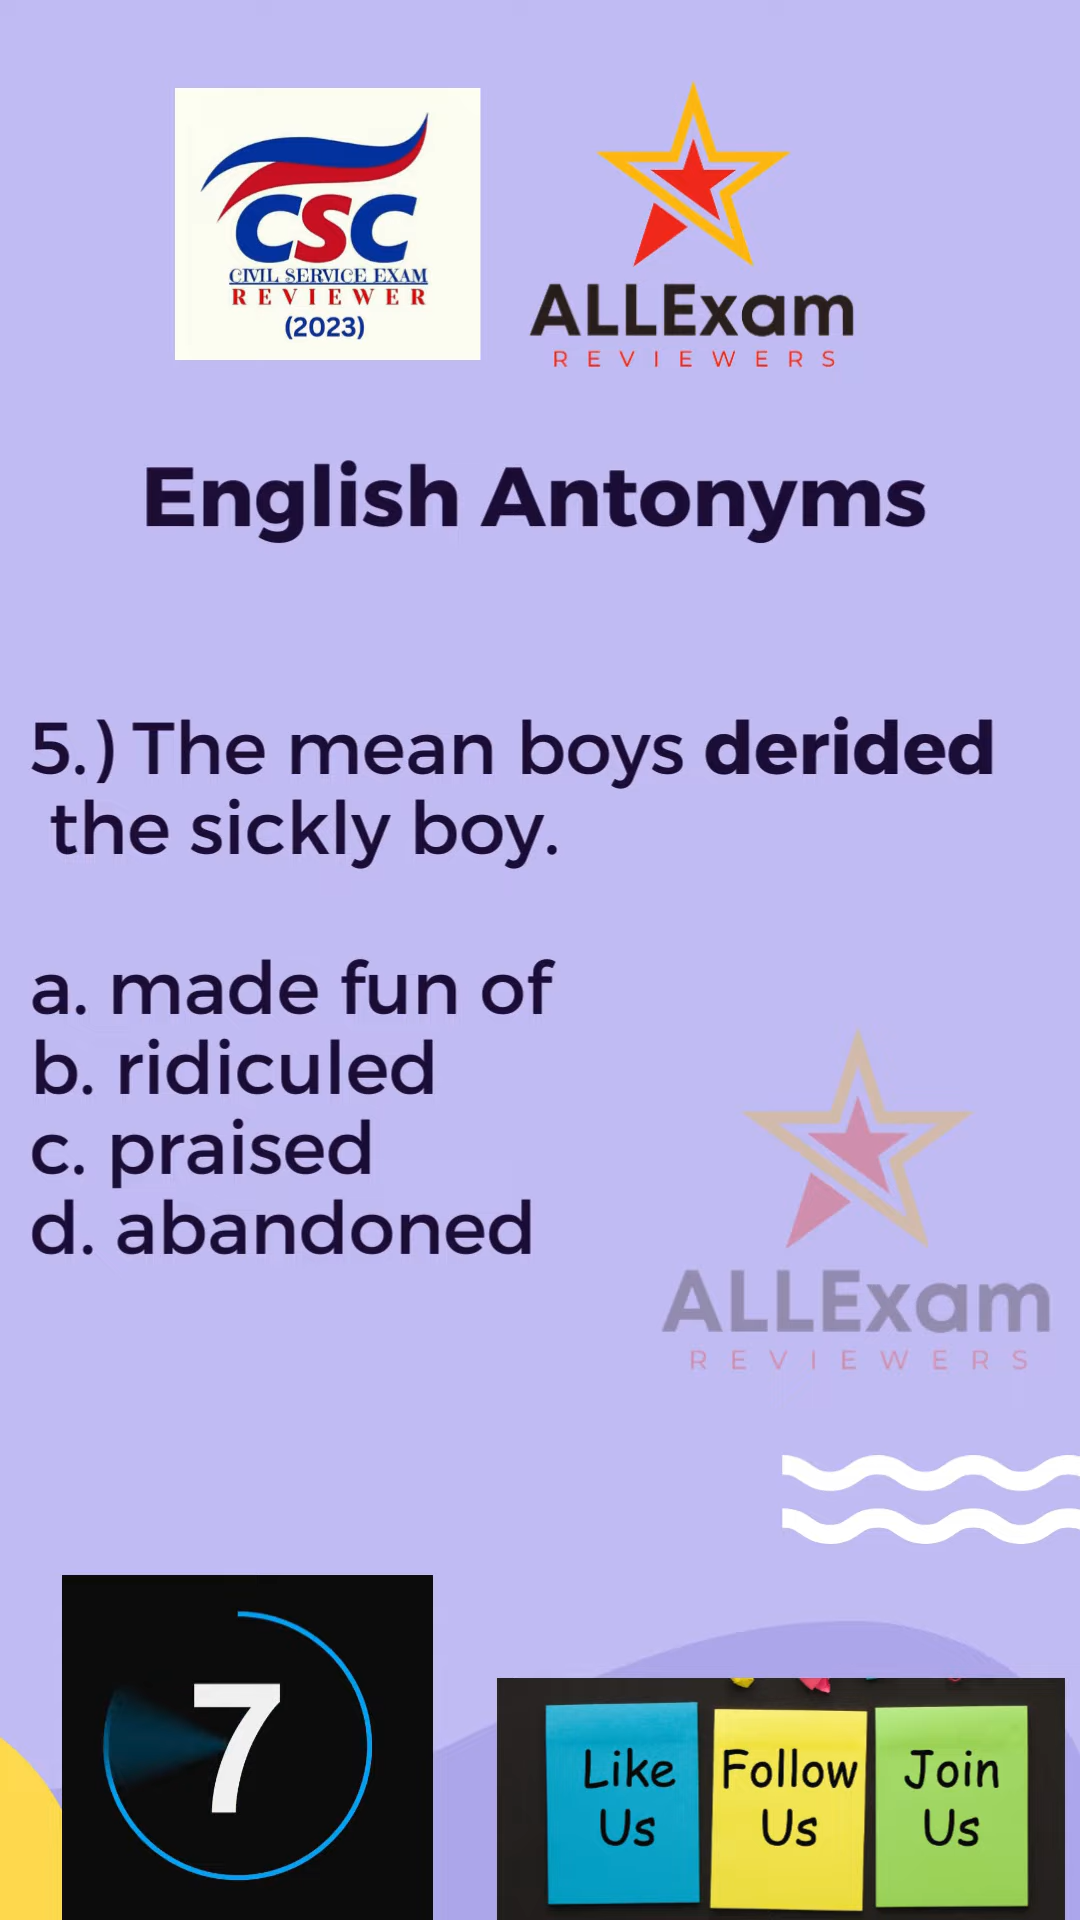 CSC
CIVIL SERVICE EXAM
REVIEWER
(2023)
ALLExam
REVIEWERS
English Antonyms
5.) The mean boys derided
the sickly boy.
a. made fun of
b. ridiculed
c. praised
d. abandoned
ALLExam
REVIEWERS
7
Like Us
Follow Us
Join Us